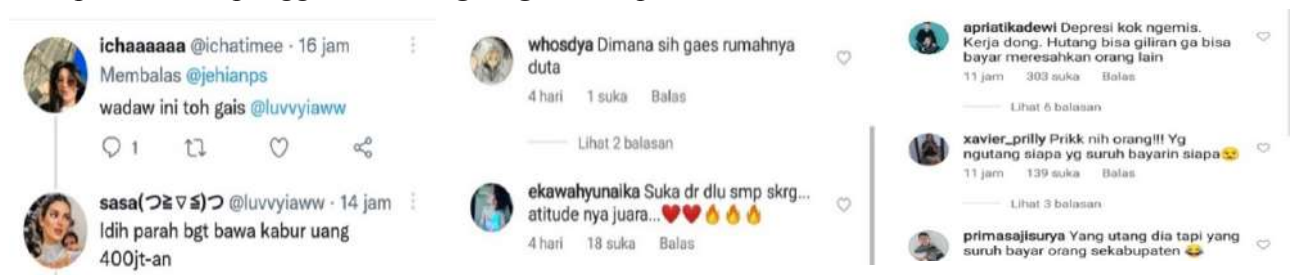 ichaaaaaa @ichatimee · 16 jam
Membalas @jehianps
wadaw ini toh gais @luvvyiaww
1
sasa(つ≧∇≦)つ @luvvyiaww · 14 jam
Idih parah bgt bawa kabur uang
400jt-an
whosdya Dimana sih gaes rumahnya
duta
4 hari 1 suka Balas
Lihat 2 balasan
ekawahyunaika Suka dr dlu smp skrg...
atitude nya juara...❤️❤️🔥🔥🔥
4 hari 18 suka Balas
apriatikadewi Depresi kok ngemis.
Kerja dong. Hutang bisa giliran ga bisa
bayar meresahkan orang lain
11 jam 303 suka Balas
Lihat 6 balasan
xavier_prilly Prikk nih orang!!! Yg
ngutang siapa yg suruh bayarin siapa😒
11 jam 139 suka Balas
Lihat 3 balasan
primasajisurya Yang utang dia tapi yang
suruh bayar orang sekabupaten 😂